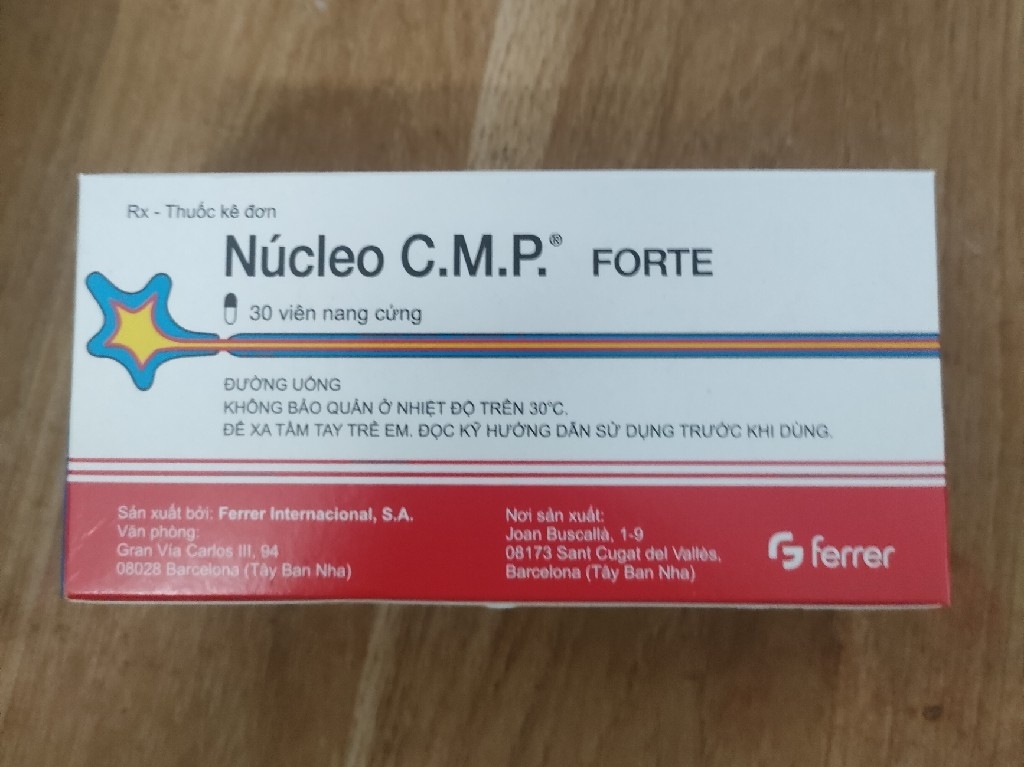 Rx - Thuốc kê đơn
Núcleo C.M.P.® FORTE
30 viên nang cứng
ĐƯỜNG UỐNG
KHÔNG BẢO QUẢN Ở NHIỆT ĐỘ TRÊN 30°C.
ĐỂ XA TẦM TAY TRẺ EM. ĐỌC KỸ HƯỚNG DẪN SỬ DỤNG TRƯỚC KHI DÙNG.
Sản xuất bởi: Ferrer Internacional, S.A.
Văn phòng:
Gran Vía Carlos III, 94
08028 Barcelona (Tây Ban Nha)
Nơi sản xuất:
Joan Buscallà, 1-9
08173 Sant Cugat del Vallès,
Barcelona (Tây Ban Nha)
ferrer